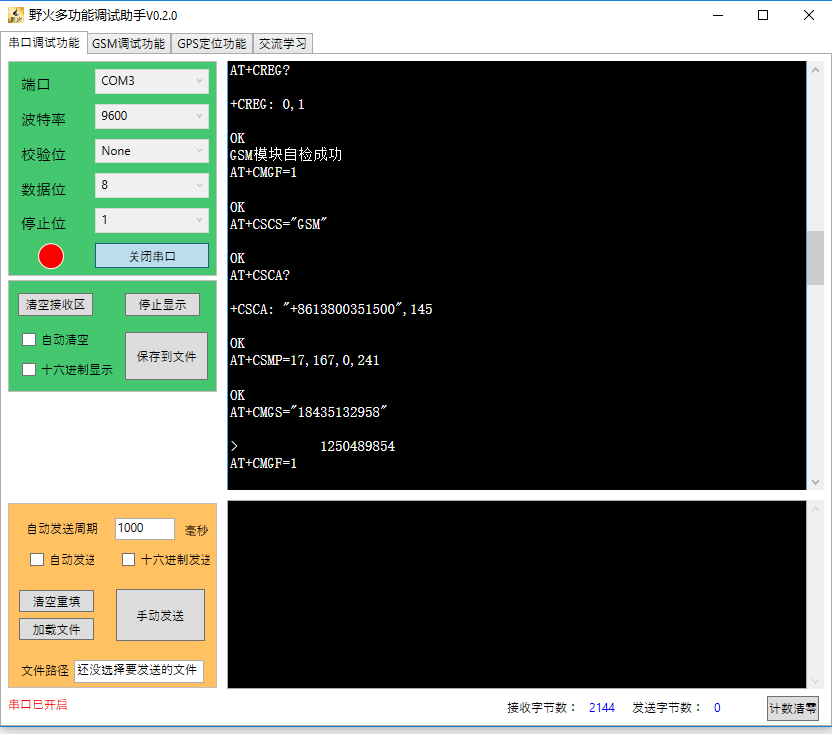 野火多功能调试助手V0.2.0
串口调试功能 GSM调试功能 GPS定位功能 交流学习
端口 COM3
波特率 9600
校验位 None
数据位 8
停止位 1
关闭串口
清空接收区 停止显示
自动清空
保存到文件
十六进制显示
AT+CREG?
+CREG: 0,1
OK
GSM模块自检成功
AT+CMGF=1
OK
AT+CSCS="GSM"
OK
AT+CSCA?
+CSCA: "+8613800351500",145
OK
AT+CSMP=17,167,0,241
OK
AT+CMGS="18435132958"
> 1250489854
AT+CMGF=1
自动发送周期 1000 毫秒
自动发送 十六进制发送
清空重填
手动发送
加载文件
文件路径 还没选择要发送的文件
串口已开启
接收字节数： 2144 发送字节数： 0 计数清零